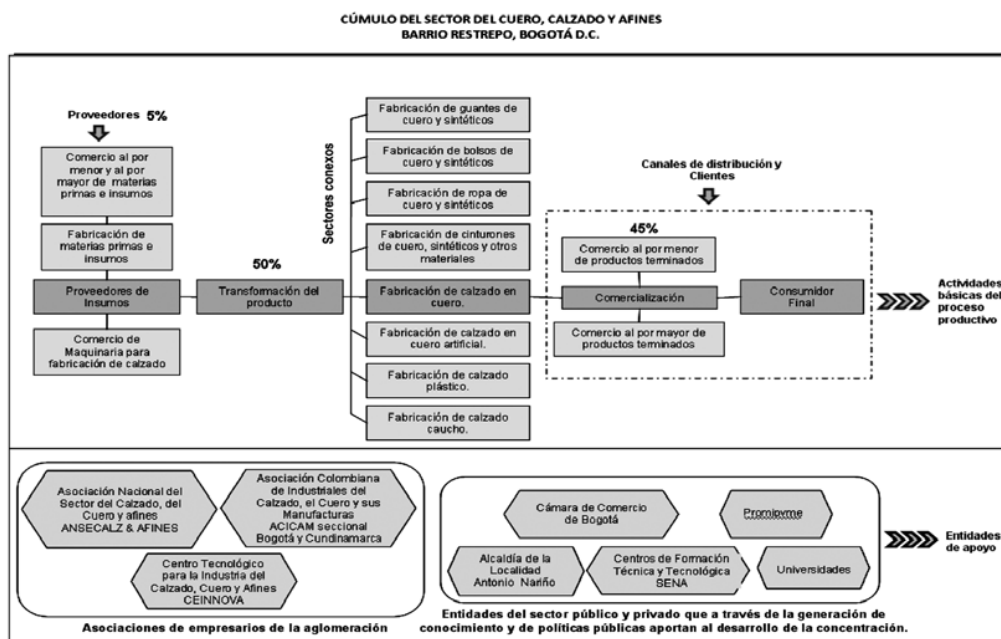 CÚMULO DEL SECTOR DEL CUERO, CALZADO Y AFINES
BARRIO RESTREPO, BOGOTÁ D.C.
Proveedores 5%
Comercio al por
menor y al por
mayor de materias
primas e insumos
Fabricación de
materias primas e
insumos
Proveedores de
Insumos
Comercio de
Maquinaria para
fabricación de calzado
50%
Transformación del
producto
Sectores conexos
Fabricación de guantes de
cuero y sintéticos
Fabricación de bolsos de
cuero y sintéticos
Fabricación de ropa de
cuero y sintéticos
Fabricación de cinturones
de cuero, sintéticos y otros
materiales
Fabricación de calzado en
cuero.
Fabricación de calzado en
cuero artificial.
Fabricación de calzado
plástico.
Fabricación de calzado
caucho.
Canales de distribución y
Clientes
45%
Comercio al por menor
de productos terminados
Comercialización
Comercio al por mayor de
productos terminados
Consumidor
Final
Actividades
básicas del
proceso
productivo
Asociación Nacional del
Sector del Calzado, del
Cuero y afines
ANSECALZ & AFINES
Asociación Colombiana
de Industriales del
Calzado, el Cuero y sus
Manufacturas
ACICAM seccional
Bogotá y Cundinamarca
Centro Tecnológico
para la Industria del
Calzado, Cuero y Afines
CEINNOVA
Asociaciones de empresarios de la aglomeración
Cámara de Comercio
de Bogotá
Promipyme
Alcaldía de la
Localidad
Antonio Nariño
Centros de Formación
Técnica y Tecnológica
SENA
Universidades
Entidades del sector público y privado que a través de la generación de
conocimiento y de políticas públicas aportan al desarrollo de la concentración.
Entidades
de apoyo